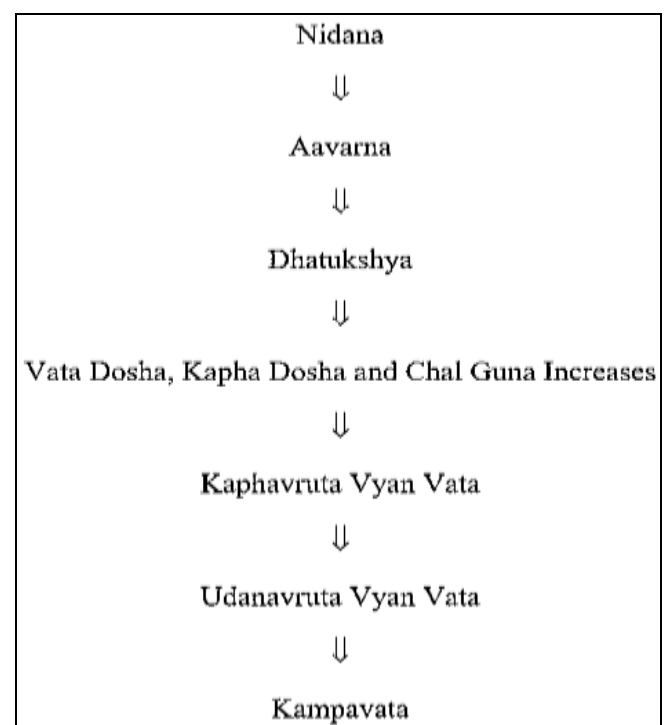 Nidana
⇓
Aavarna
⇓
Dhatukshya
⇓
Vata Dosha, Kapha Dosha and Chal Guna Increases
⇓
Kaphavruta Vyan Vata
⇓
Udanavruta Vyan Vata
⇓
Kampavata